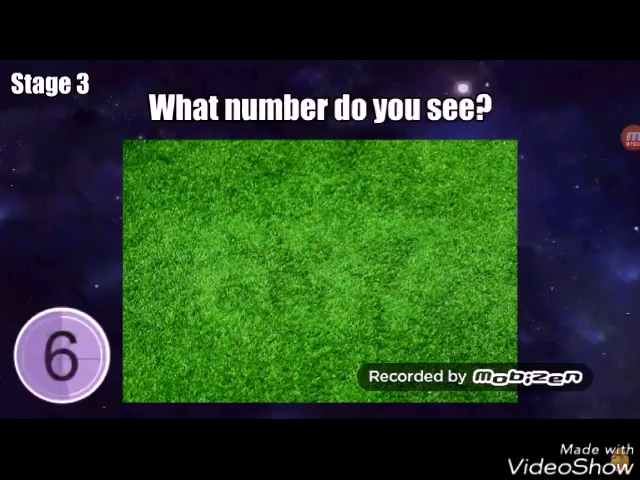 Stage 3
What number do you see?
6
Recorded by Mobizen
Made with
VideoShow